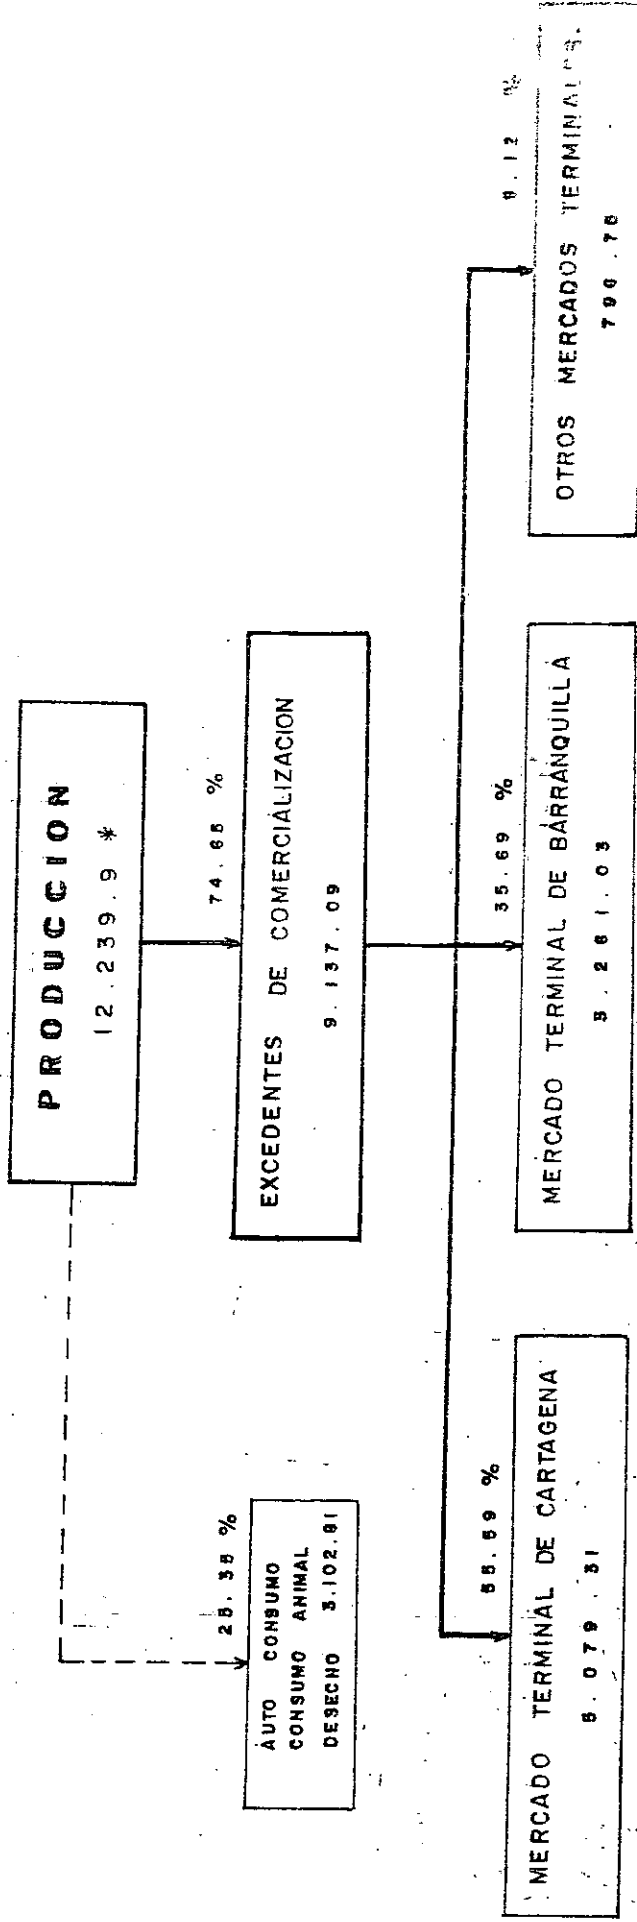 PRODUCCION
12.239.9 *
74.65 %
25.35 %
AUTO CONSUMO
CONSUMO ANIMAL
DESECHO 3.102.81
EXCEDENTES DE COMERCIALIZACION
9.137.09
55.59 %
35.69 %
%
MERCADO TERMINAL DE CARTAGENA
5.079.31
MERCADO TERMINAL DE BARRANQUILLA
3.261.03
OTROS MERCADOS TERMINALES.
796.75